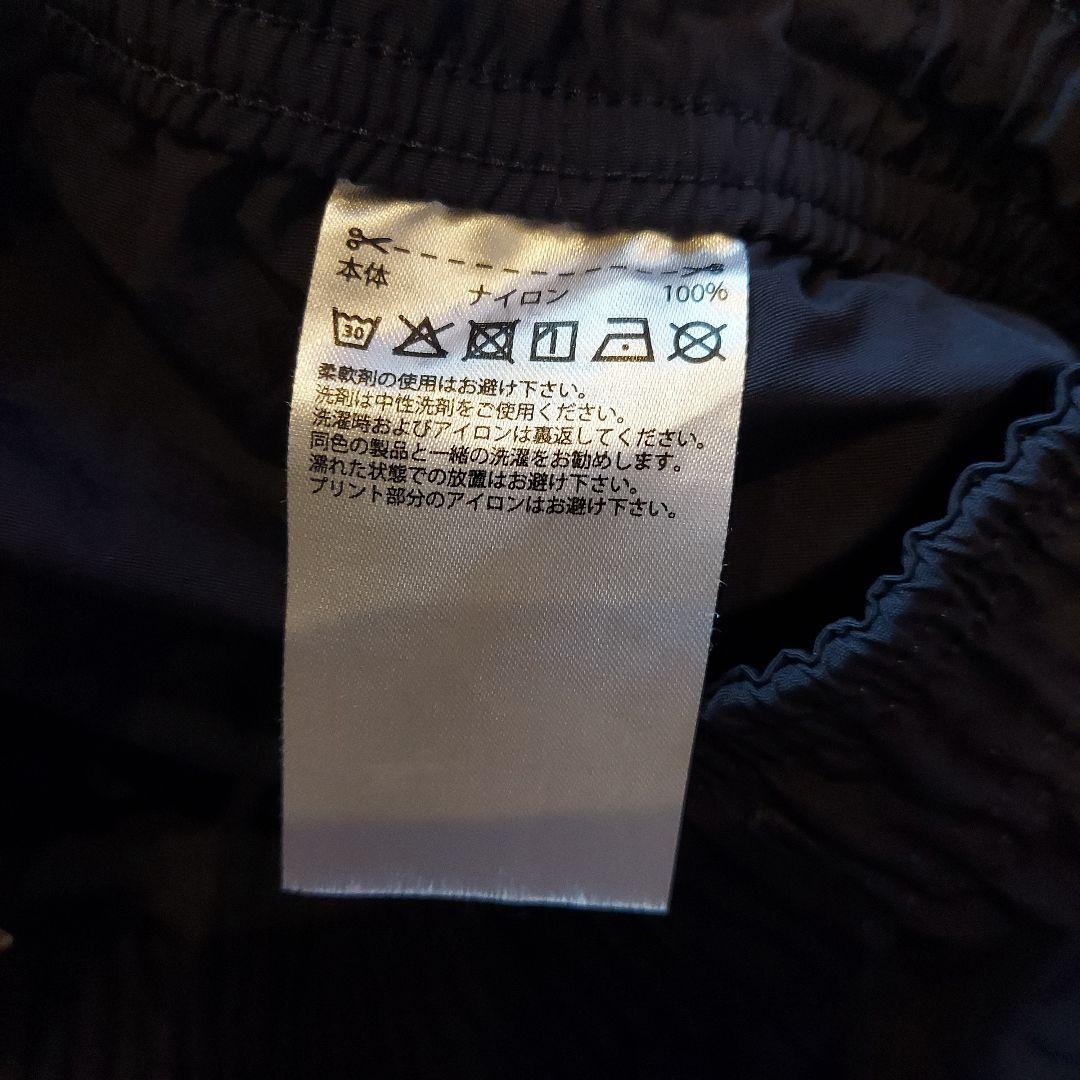 本体 ナイロン 100%
30
柔軟剤の使用はお避け下さい。
洗剤は中性洗剤をご使用ください。
洗濯時およびアイロンは裏返してください。
同色の製品と一緒の洗濯をお勧めします。
濡れた状態での放置はお避け下さい。
プリント部分のアイロンはお避け下さい。